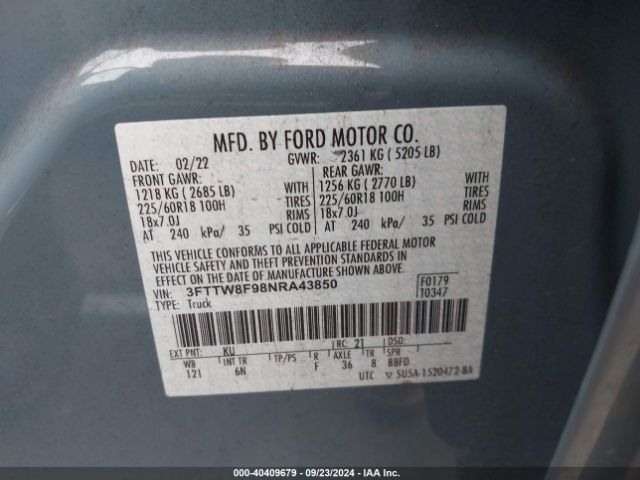 MFD. BY FORD MOTOR CO.
DATE: 02/22 GVWR: 2361 KG ( 5205 LB)
FRONT GAWR: REAR GAWR:
1218 KG ( 2685 LB) WITH 1256 KG ( 2770 LB) WITH
225/60R18 100H TIRES 225/60R18 100H TIRES
18x7.0J RIMS 18x7.0J RIMS
AT 240 kPa/ 35 PSI COLD AT 240 kPa/ 35 PSI COLD
THIS VEHICLE CONFORMS TO ALL APPLICABLE FEDERAL MOTOR
VEHICLE SAFETY AND THEFT PREVENTION STANDARDS IN
EFFECT ON THE DATE OF MANUFACTURE SHOWN ABOVE.
VIN: 3FTTW8F98NRA43850 F0179
TYPE: Truck T0347
EXT PNT: KU RC: 21 DSO:
WB INT TR TP/PS R AXLE TR SPR
121 6N F 36 8 BBFD
UTC ▽ 5U5A-1520472-BA
000-40409679 - 09/23/2024 - IAA Inc.